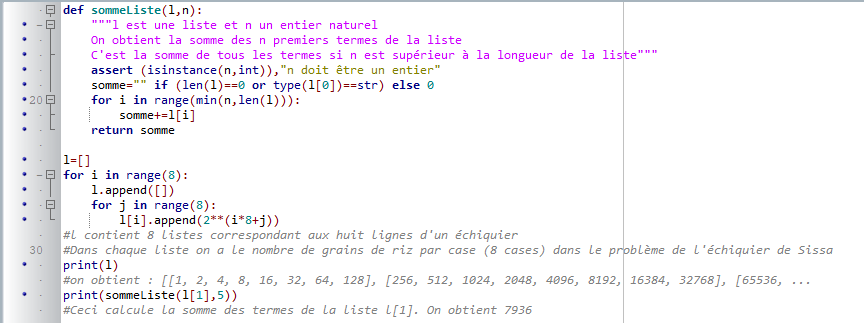 def sommeListe(l,n):
"""l est une liste et n un entier naturel
On obtient la somme des n premiers termes de la liste
C'est la somme de tous les termes si n est supérieur à la longueur de la liste"""
assert (isinstance(n,int)),"n doit être un entier"
somme="" if (len(l)==0 or type(l[0])==str) else 0
20 for i in range(min(n,len(l))):
somme+=l[i]
return somme
l=[]
for i in range(8):
l.append([])
for j in range(8):
l[i].append(2**(i*8+j))
#l contient 8 listes correspondant aux huit lignes d'un échiquier
30 #Dans chaque liste on a le nombre de grains de riz par case (8 cases) dans le problème de l'échiquier de Sissa
print(l)
#on obtient : [[1, 2, 4, 8, 16, 32, 64, 128], [256, 512, 1024, 2048, 4096, 8192, 16384, 32768], [65536, ...
print(sommeListe(l[1],5))
#Ceci calcule la somme des termes de la liste l[1]. On obtient 7936